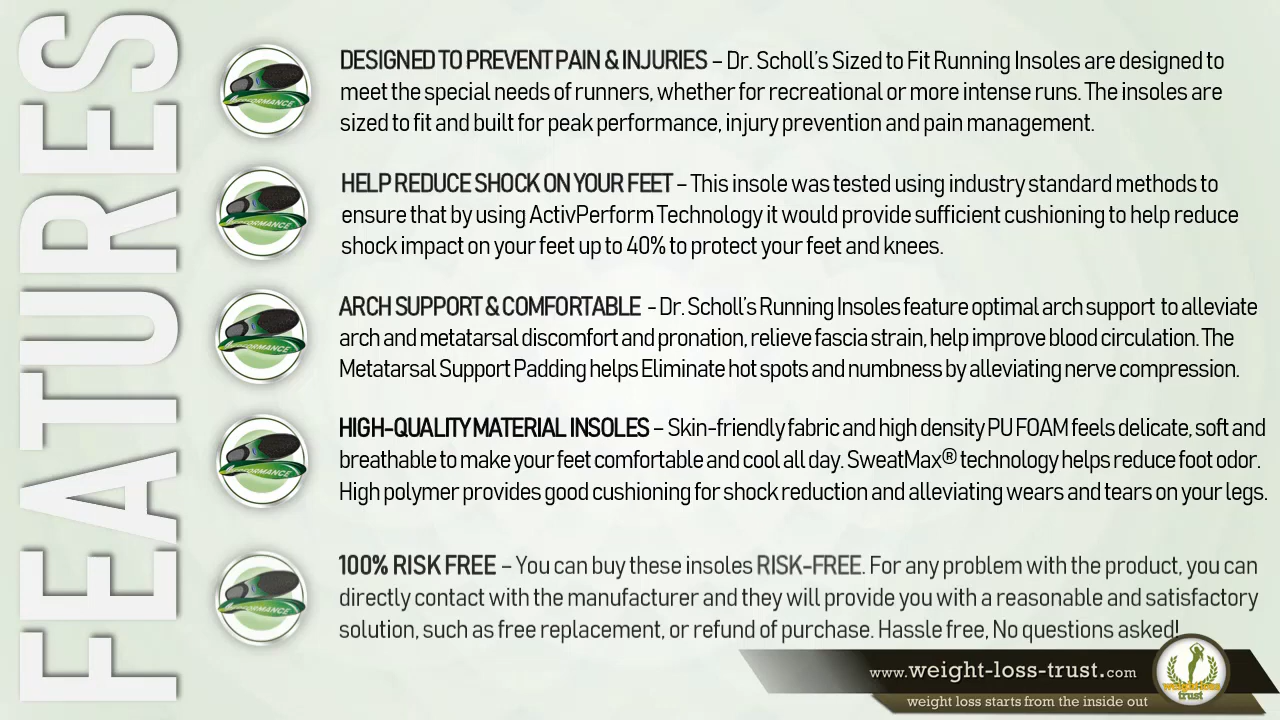 FEATURES
DESIGNED TO PREVENT PAIN & INJURIES – Dr. Scholl's Sized to Fit Running Insoles are designed to
meet the special needs of runners, whether for recreational or more intense runs. The insoles are
sized to fit and built for peak performance, injury prevention and pain management.
HELP REDUCE SHOCK ON YOUR FEET – This insole was tested using industry standard methods to
ensure that by using ActivPerform Technology it would provide sufficient cushioning to help reduce
shock impact on your feet up to 40% to protect your feet and knees.
ARCH SUPPORT & COMFORTABLE - Dr. Scholl's Running Insoles feature optimal arch support to alleviate
arch and metatarsal discomfort and pronation, relieve fascia strain, help improve blood circulation. The
Metatarsal Support Padding helps Eliminate hot spots and numbness by alleviating nerve compression.
HIGH-QUALITY MATERIAL INSOLES – Skin-friendly fabric and high density PU FOAM feels delicate, soft and
breathable to make your feet comfortable and cool all day. SweatMax® technology helps reduce foot odor.
High polymer provides good cushioning for shock reduction and alleviating wears and tears on your legs.
100% RISK FREE – You can buy these insoles RISK-FREE. For any problem with the product, you can
directly contact with the manufacturer and they will provide you with a reasonable and satisfactory
solution, such as free replacement, or refund of purchase. Hassle free, No questions asked!
PERFORMANCE
PERFORMANCE
PERFORMANCE
PERFORMANCE
PERFORMANCE
www.weight-loss-trust.com
weight loss starts from the inside out
weight loss
trust